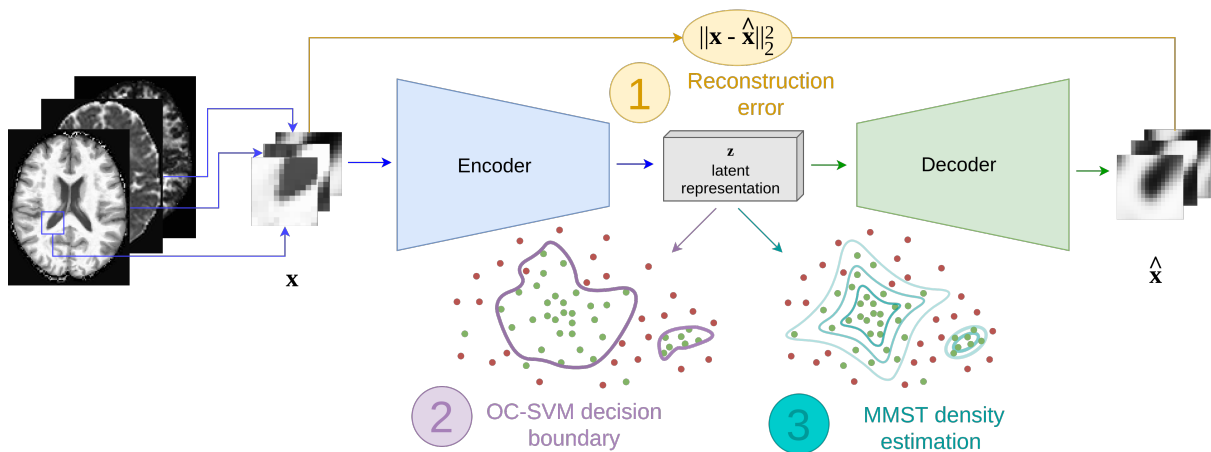 ||x - x̂||²₂
1
Reconstruction
error
Encoder
z
latent
representation
Decoder
x
x̂
2
OC-SVM decision
boundary
3
MMST density
estimation